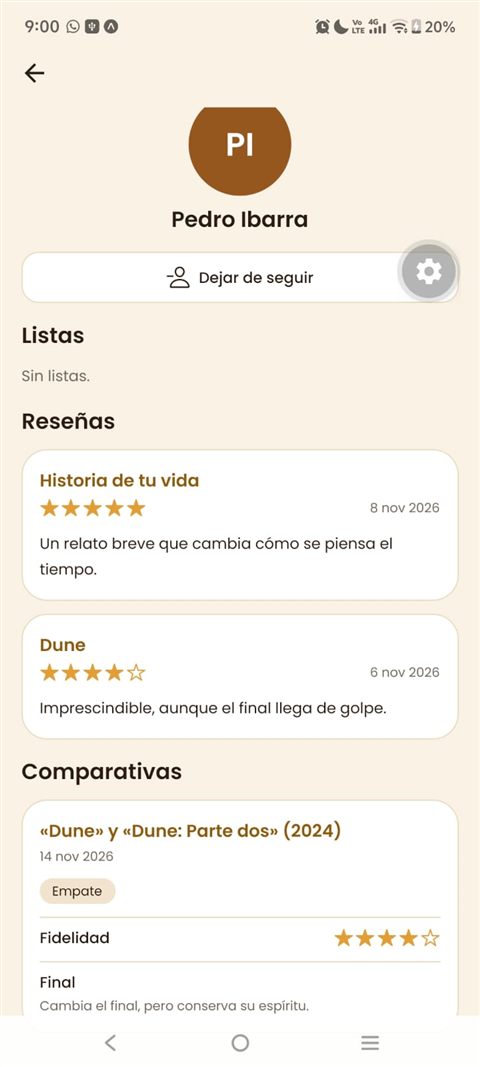 9:00
Vo
LTE
4G
20%
PI
Pedro Ibarra
Dejar de seguir
Listas
Sin listas.
Reseñas
Historia de tu vida
8 nov 2026
Un relato breve que cambia cómo se piensa el
tiempo.
Dune
6 nov 2026
Imprescindible, aunque el final llega de golpe.
Comparativas
«Dune» y «Dune: Parte dos» (2024)
14 nov 2026
Empate
Fidelidad
Final
Cambia el final, pero conserva su espíritu.